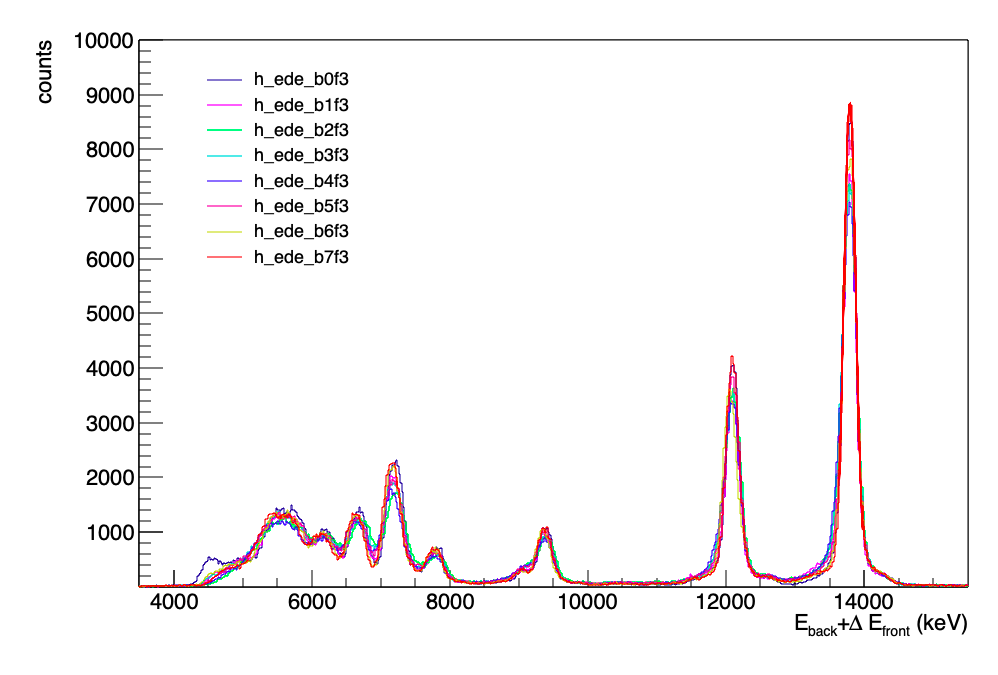 counts
10000
9000
8000
7000
6000
5000
4000
3000
2000
1000
h_ede_b0f3
h_ede_b1f3
h_ede_b2f3
h_ede_b3f3
h_ede_b4f3
h_ede_b5f3
h_ede_b6f3
h_ede_b7f3
4000 6000 8000 10000 12000 14000
E_back+Δ E_front (keV)